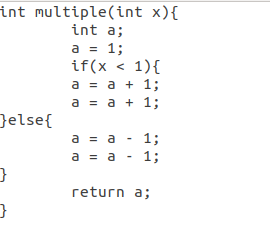 int multiple(int x){
        int a;
        a = 1;
        if(x < 1){
        a = a + 1;
        a = a + 1;
}else{
        a = a - 1;
        a = a - 1;
}
        return a;
}